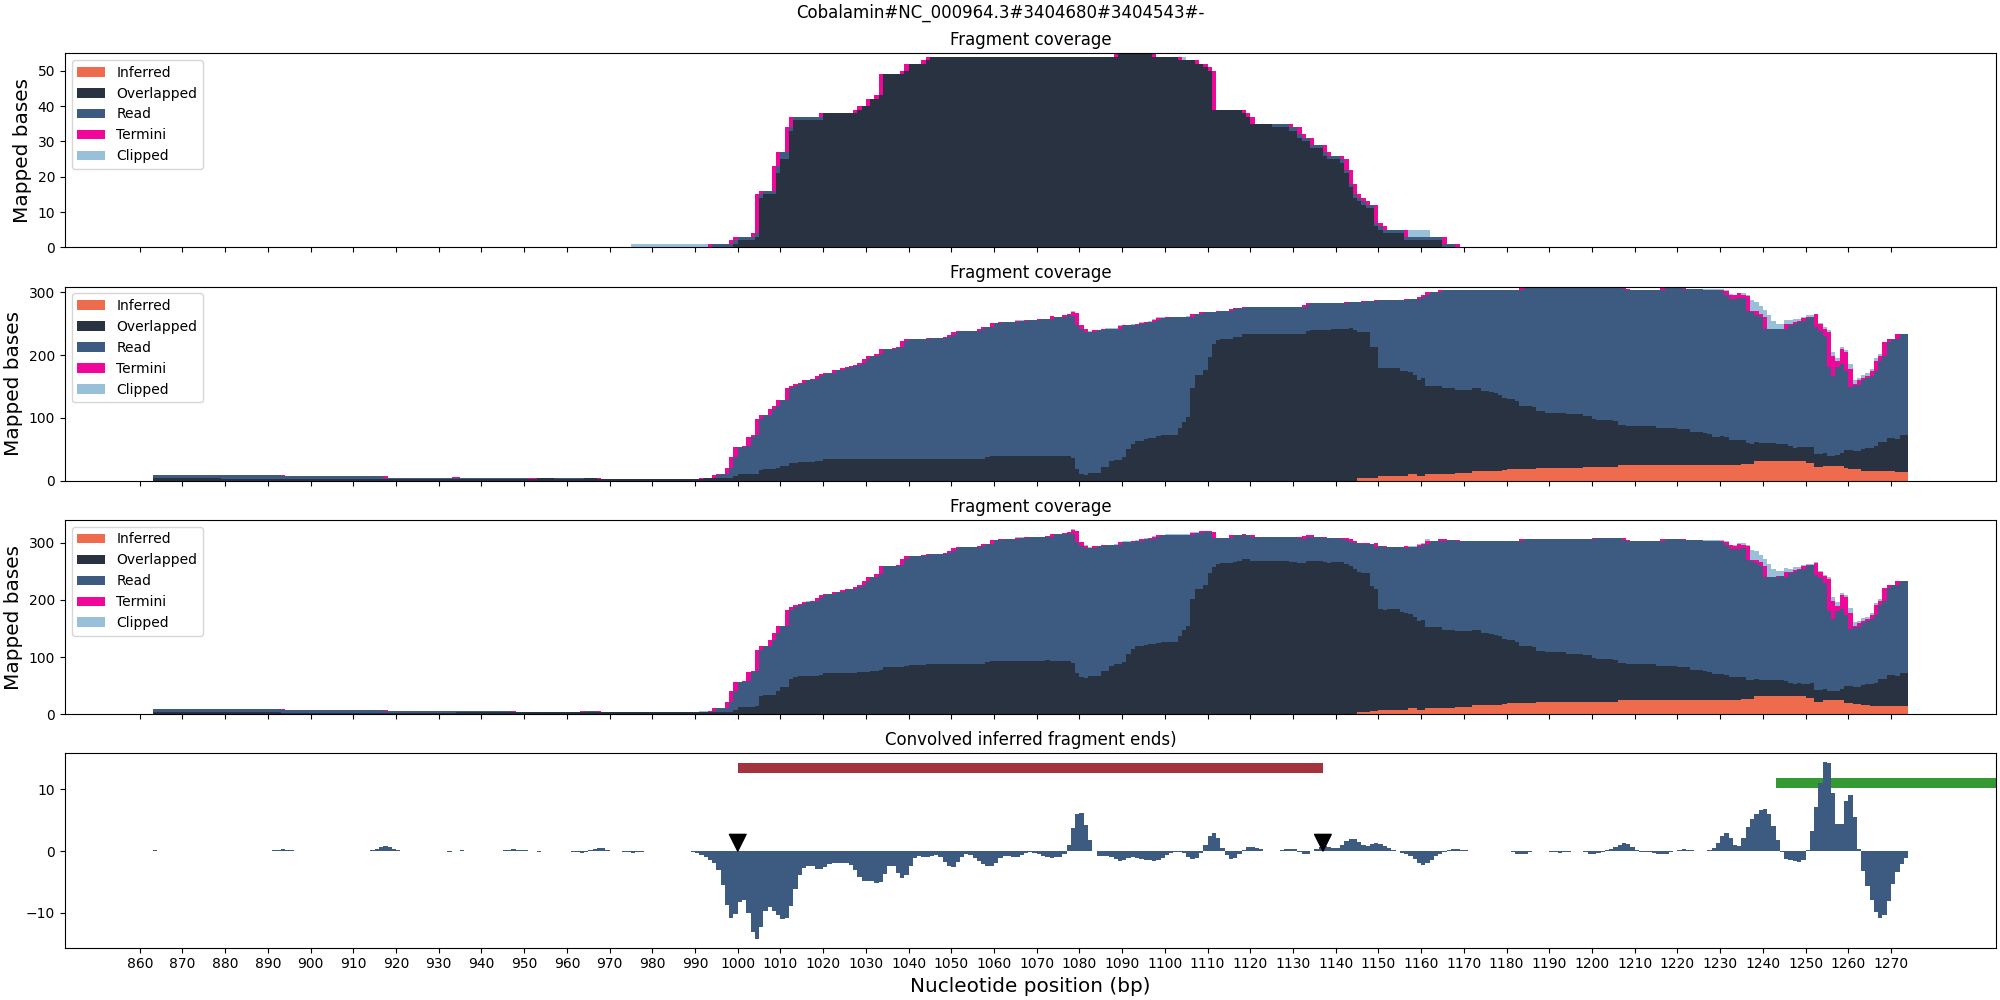 Cobalamin#NC_000964.3#3404680#3404543#-
Fragment coverage
Mapped bases
50
40
30
20
10
0
Inferred
Overlapped
Read
Termini
Clipped
Fragment coverage
Mapped bases
300
200
100
0
Inferred
Overlapped
Read
Termini
Clipped
Fragment coverage
Mapped bases
300
200
100
0
Inferred
Overlapped
Read
Termini
Clipped
Convolved inferred fragment ends)
10
0
−10
860 870 880 890 900 910 920 930 940 950 960 970 980 990 1000 1010 1020 1030 1040 1050 1060 1070 1080 1090 1100 1110 1120 1130 1140 1150 1160 1170 1180 1190 1200 1210 1220 1230 1240 1250 1260 1270
Nucleotide position (bp)